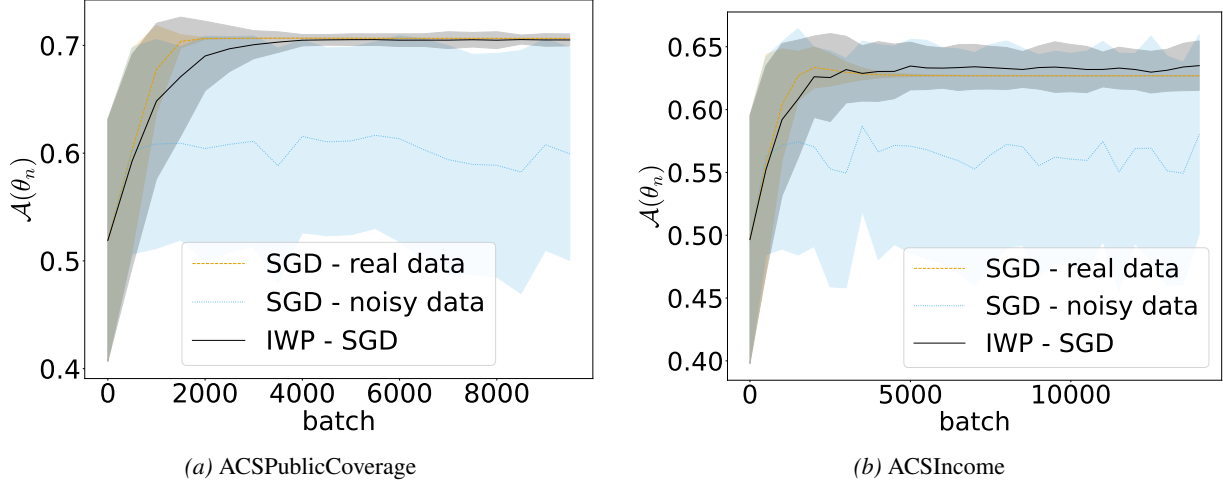 0.7
0.6
0.5
0.4
𝒜(θₙ)
SGD - real data
SGD - noisy data
IWP - SGD
0 2000 4000 6000 8000
batch
(a) ACSPublicCoverage
0.65
0.60
0.55
0.50
0.45
0.40
𝒜(θₙ)
SGD - real data
SGD - noisy data
IWP - SGD
0 5000 10000
batch
(b) ACSIncome